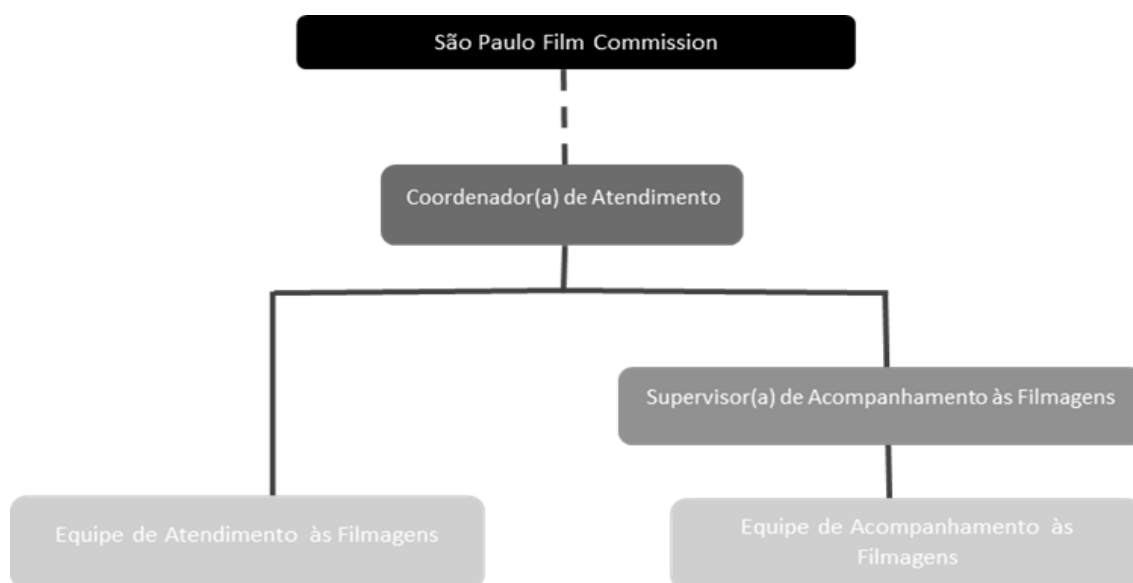 São Paulo Film Commission
Coordenador(a) de Atendimento
Supervisor(a) de Acompanhamento às Filmagens
Equipe de Atendimento às Filmagens
Equipe de Acompanhamento às
Filmagens